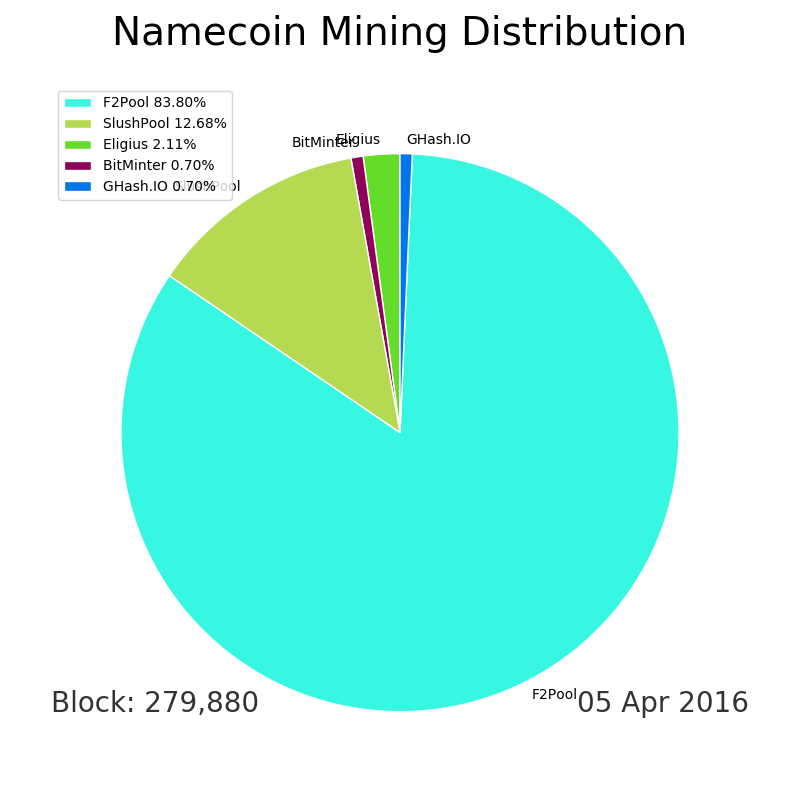 Namecoin Mining Distribution
F2Pool 83.80%
SlushPool 12.68%
Eligius 2.11%
BitMinter 0.70%
GHash.IO 0.70%
SlushPool
BitMinter
Eligius
GHash.IO
F2Pool
Block: 279,880
05 Apr 2016